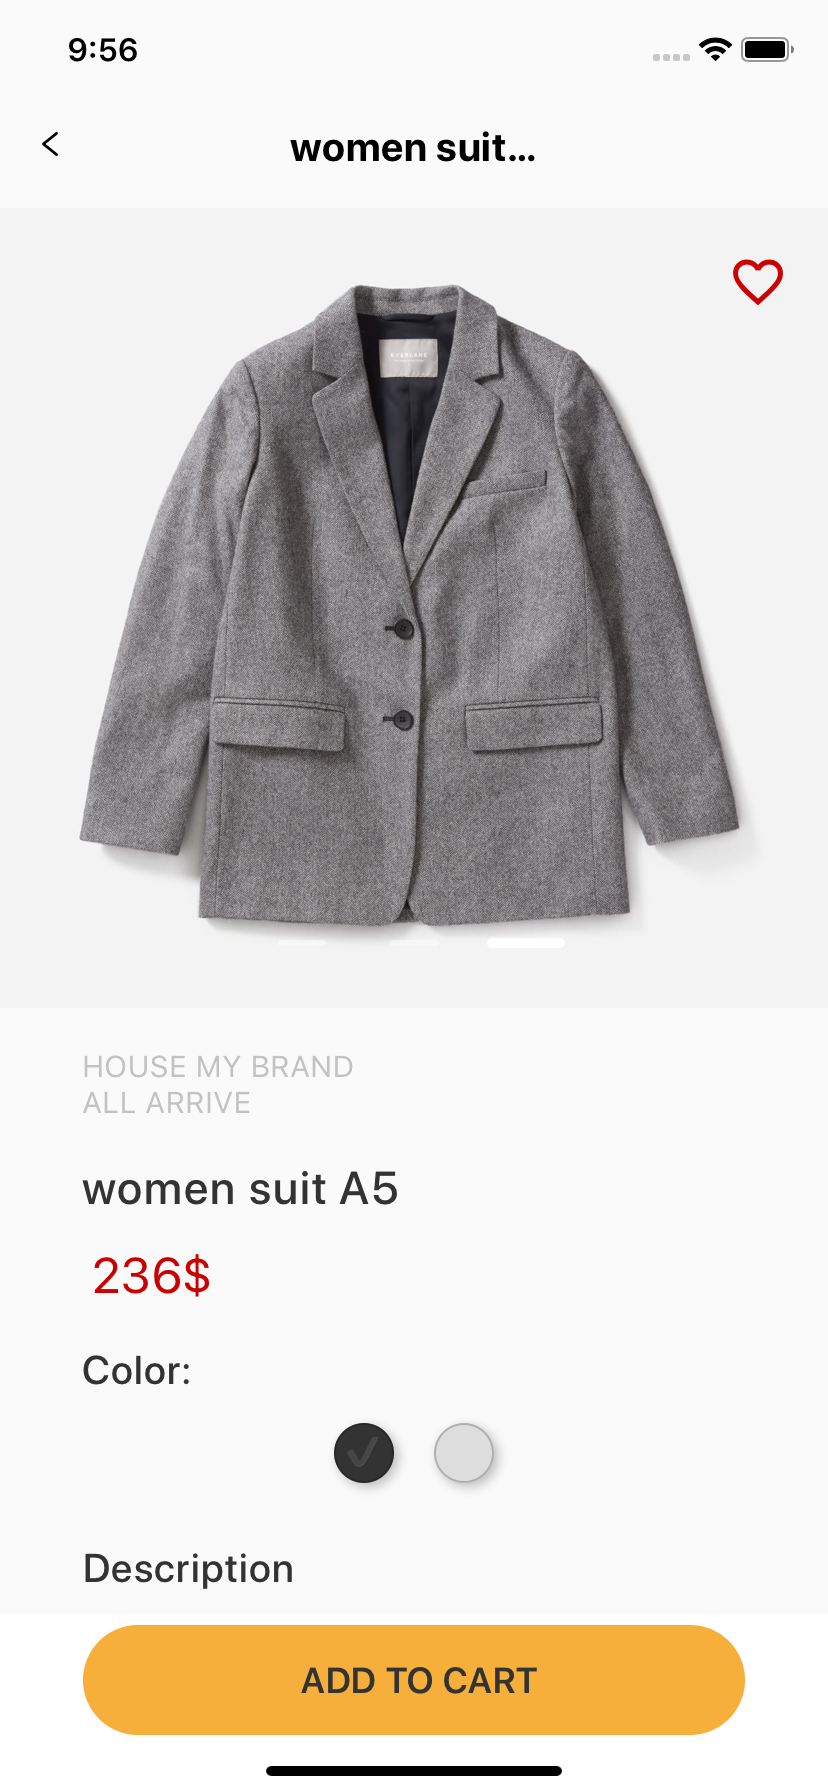 9:56
women suit...
EVERLANE
HOUSE MY BRAND
ALL ARRIVE
women suit A5
236$
Color:
Description
ADD TO CART